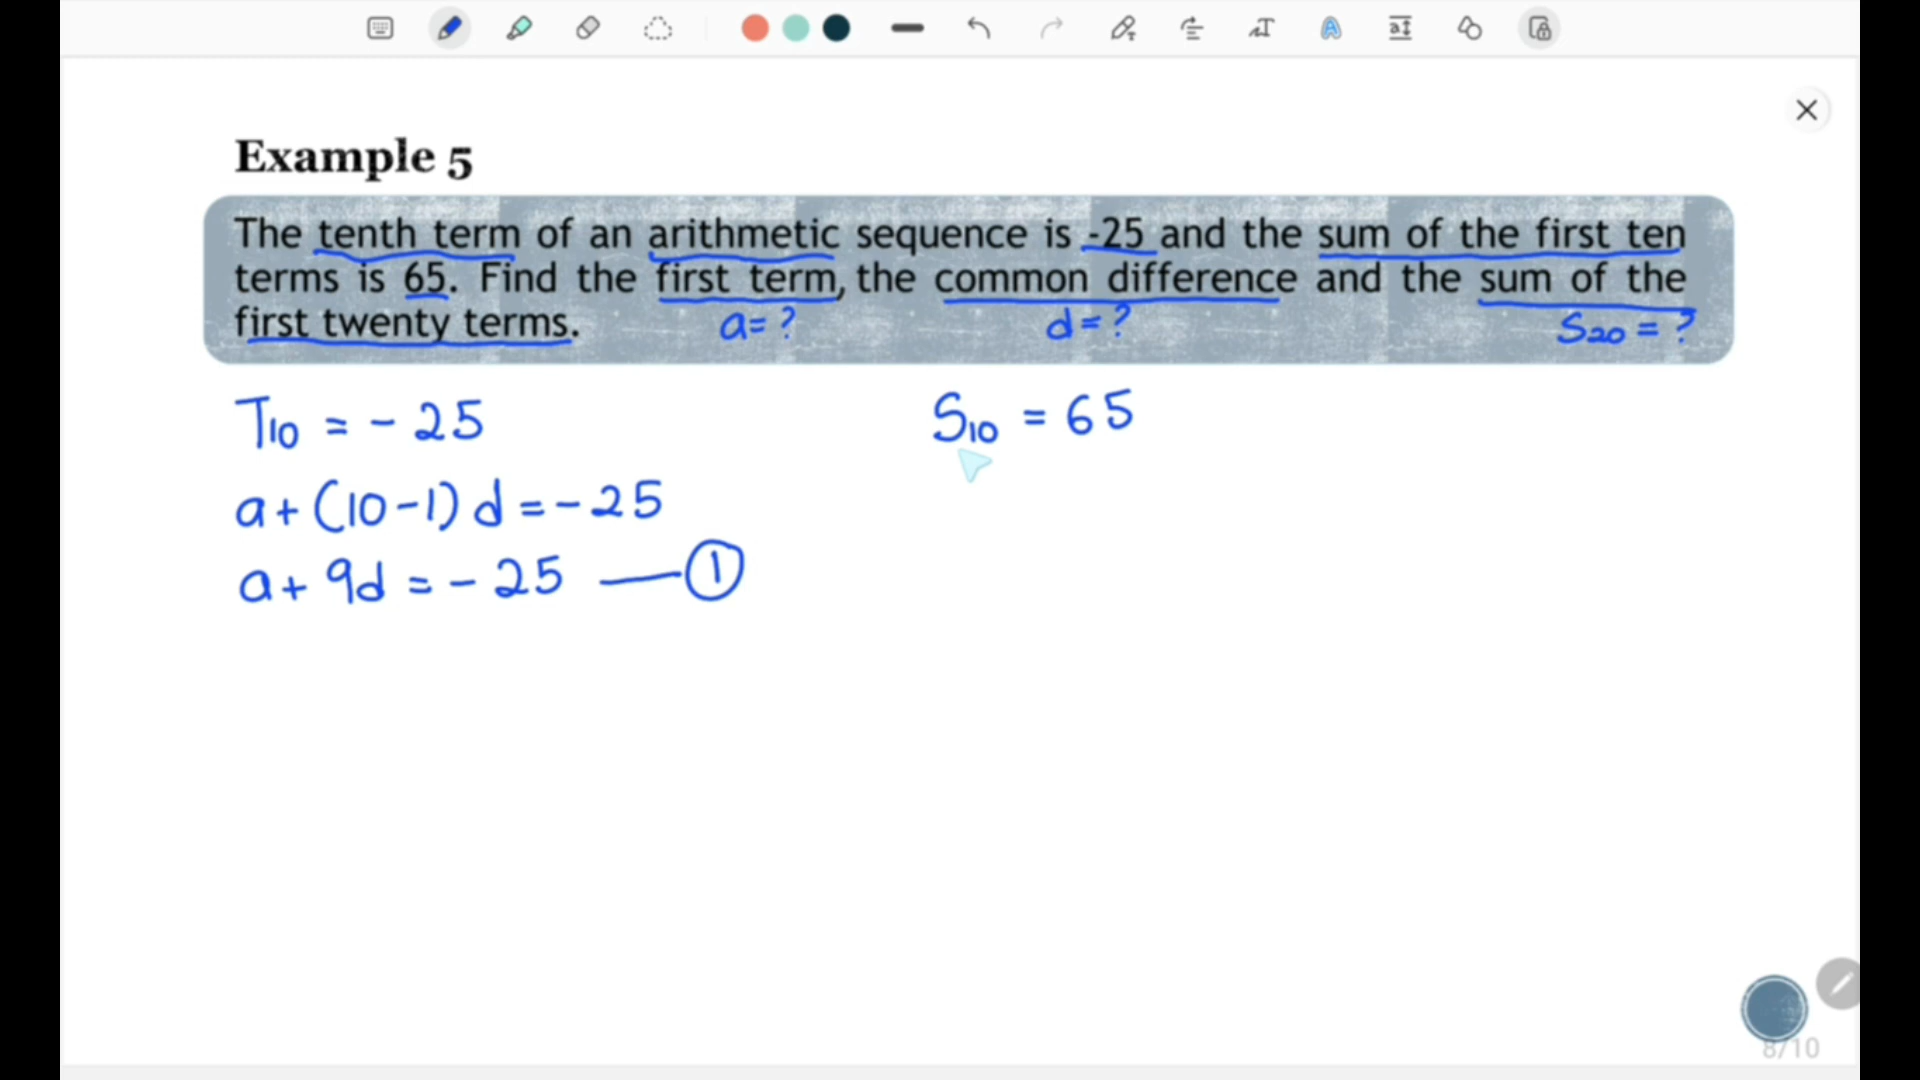 Example 5
The tenth term of an arithmetic sequence is -25 and the sum of the first ten
terms is 65. Find the first term, the common difference and the sum of the
first twenty terms.
a = ?
d = ?
S20 = ?
T10 = - 25
a + (10 - 1) d = - 25
a + 9d = - 25 — 1
S10 = 65
8/10